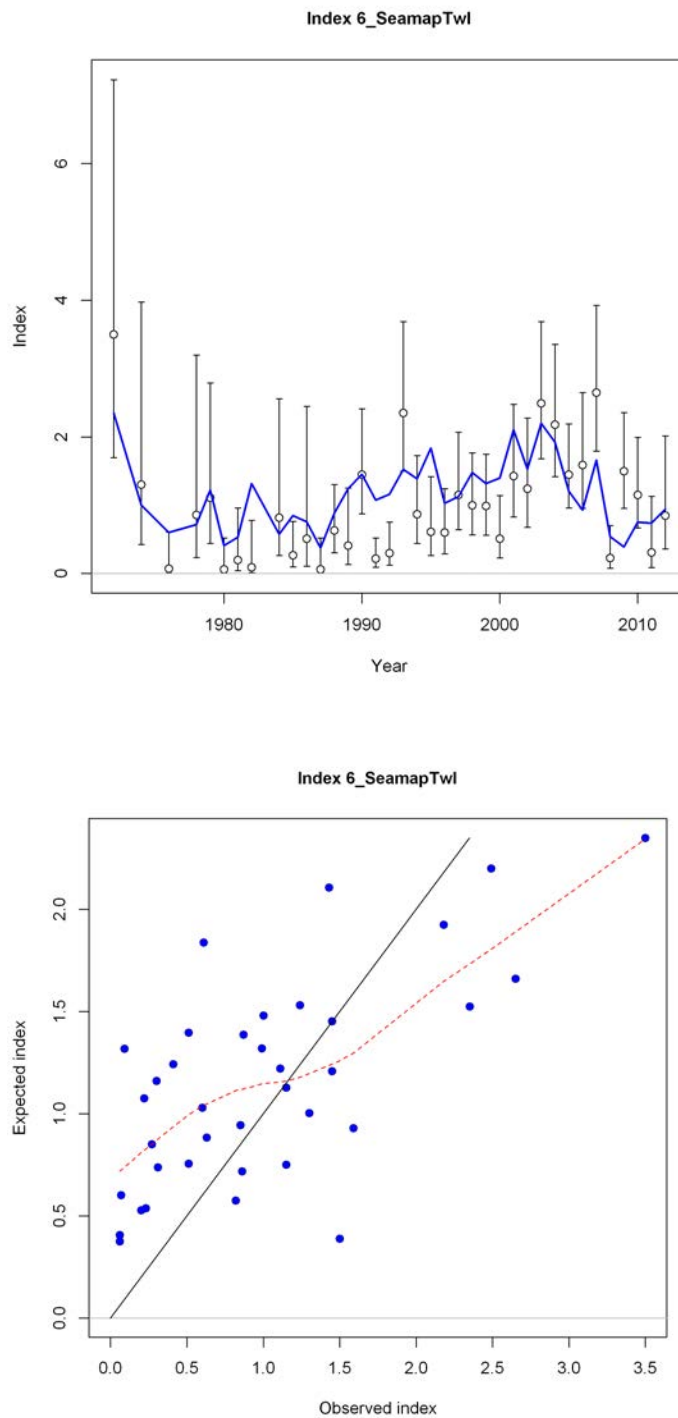 Index 6_SeamapTwl
6
4
2
0
Index
1980 1990 2000 2010
Year
Index 6_SeamapTwl
2.0
1.5
1.0
0.5
0.0
Expected index
0.0 0.5 1.0 1.5 2.0 2.5 3.0 3.5
Observed index